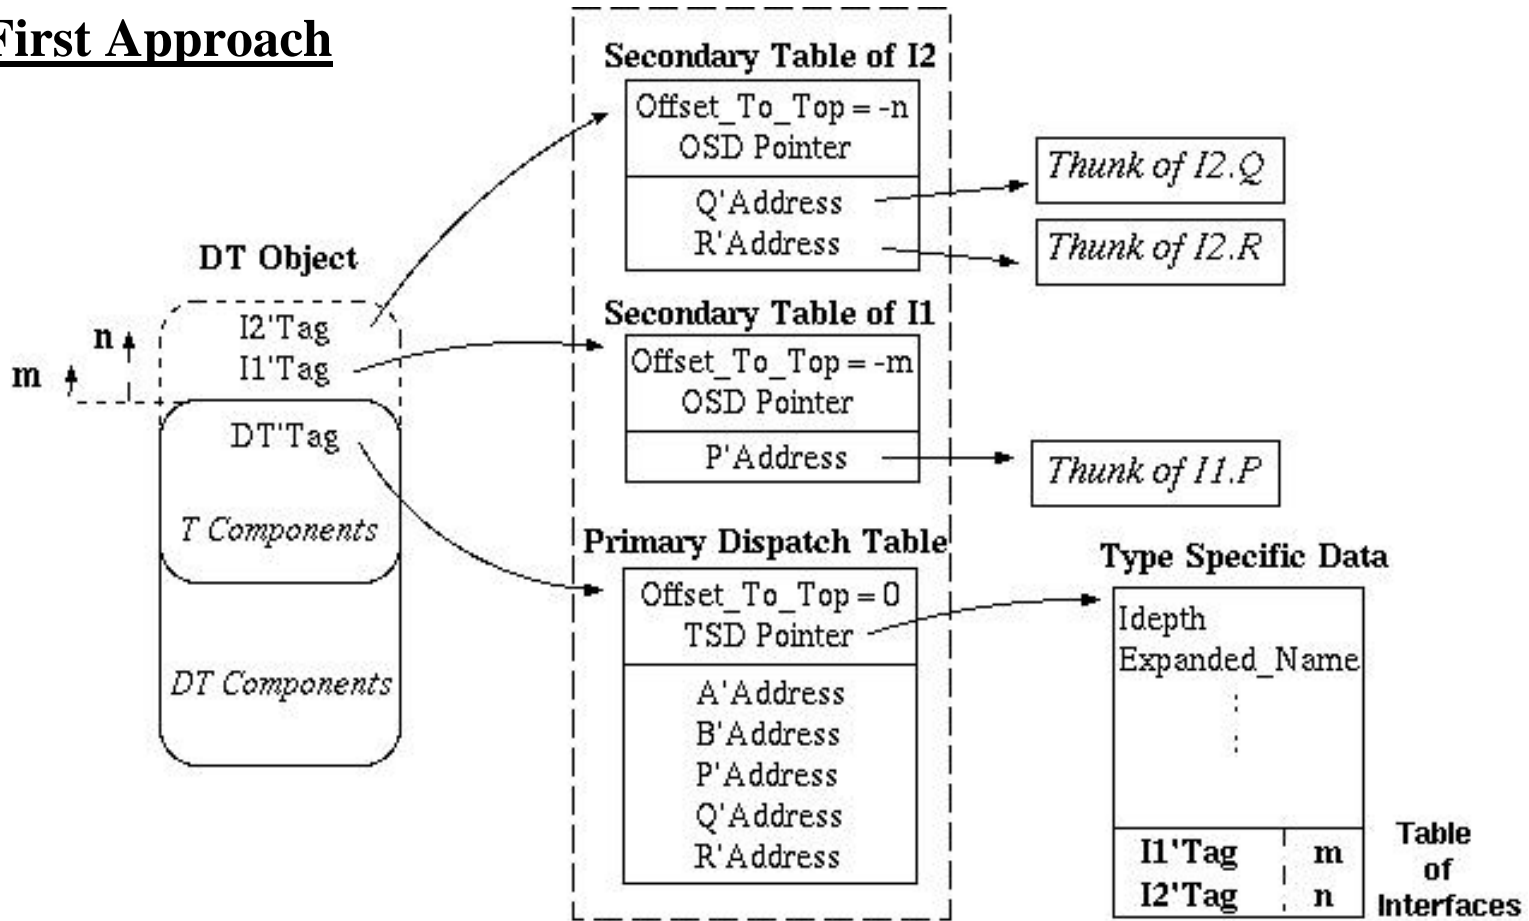 First Approach
Secondary Table of I2
Offset_To_Top = -n
OSD Pointer
Q'Address
R'Address
Thunk of I2.Q
Thunk of I2.R
DT Object
I2'Tag
I1'Tag
n
m
DT'Tag
T Components
DT Components
Secondary Table of I1
Offset_To_Top = -m
OSD Pointer
P'Address
Thunk of I1.P
Primary Dispatch Table
Offset_To_Top = 0
TSD Pointer
A'Address
B'Address
P'Address
Q'Address
R'Address
Type Specific Data
Idepth
Expanded_Name
I1'Tag m
I2'Tag n
Table
of
Interfaces